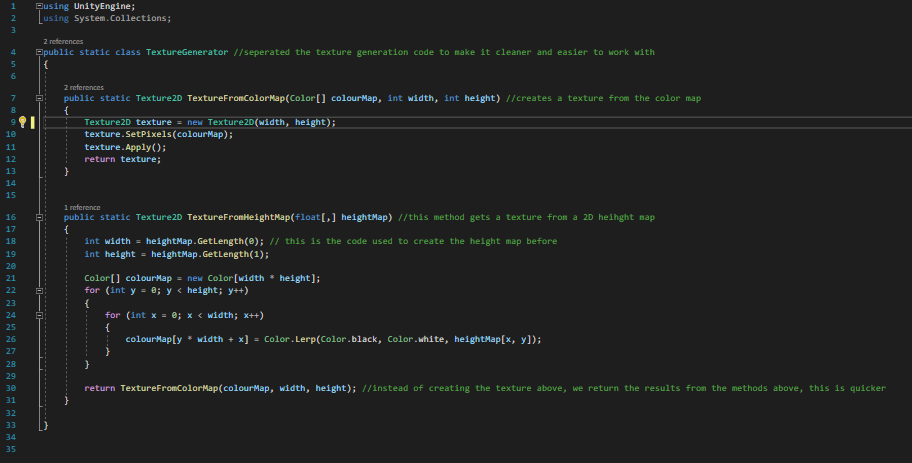 1 using UnityEngine;
2 using System.Collections;
3
2 references
4 public static class TextureGenerator //seperated the texture generation code to make it cleaner and easier to work with
5 {
6
2 references
7 public static Texture2D TextureFromColorMap(Color[] colourMap, int width, int height) //creates a texture from the color map
8 {
9 Texture2D texture = new Texture2D(width, height);
10 texture.SetPixels(colourMap);
11 texture.Apply();
12 return texture;
13 }
14
15
1 reference
16 public static Texture2D TextureFromHeightMap(float[,] heightMap) //this method gets a texture from a 2D heihght map
17 {
18 int width = heightMap.GetLength(0); // this is the code used to create the height map before
19 int height = heightMap.GetLength(1);
20
21 Color[] colourMap = new Color[width * height];
22 for (int y = 0; y < height; y++)
23 {
24 for (int x = 0; x < width; x++)
25 {
26 colourMap[y * width + x] = Color.Lerp(Color.black, Color.white, heightMap[x, y]);
27 }
28 }
29
30 return TextureFromColorMap(colourMap, width, height); //instead of creating the texture above, we return the results from the methods above, this is quicker
31 }
32
33 }
34
35